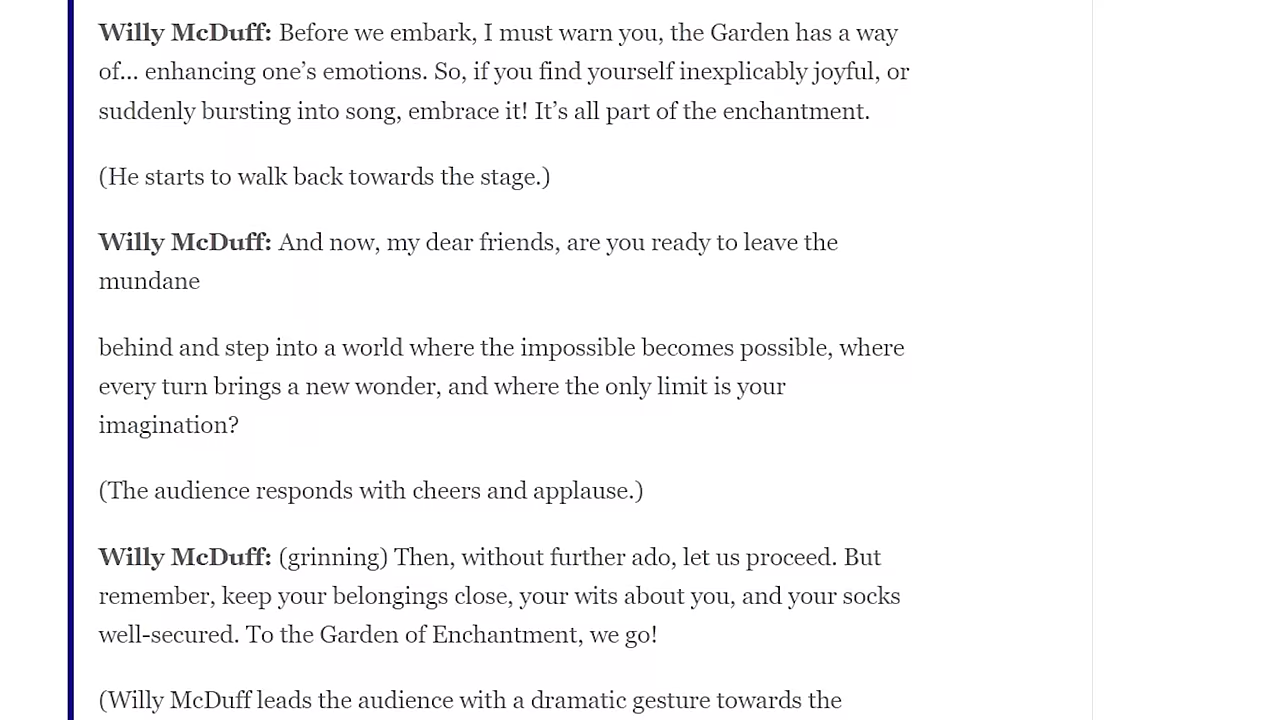 Willy McDuff: Before we embark, I must warn you, the Garden has a way
of... enhancing one’s emotions. So, if you find yourself inexplicably joyful, or
suddenly bursting into song, embrace it! It’s all part of the enchantment.
(He starts to walk back towards the stage.)
Willy McDuff: And now, my dear friends, are you ready to leave the
mundane
behind and step into a world where the impossible becomes possible, where
every turn brings a new wonder, and where the only limit is your
imagination?
(The audience responds with cheers and applause.)
Willy McDuff: (grinning) Then, without further ado, let us proceed. But
remember, keep your belongings close, your wits about you, and your socks
well-secured. To the Garden of Enchantment, we go!
(Willy McDuff leads the audience with a dramatic gesture towards the